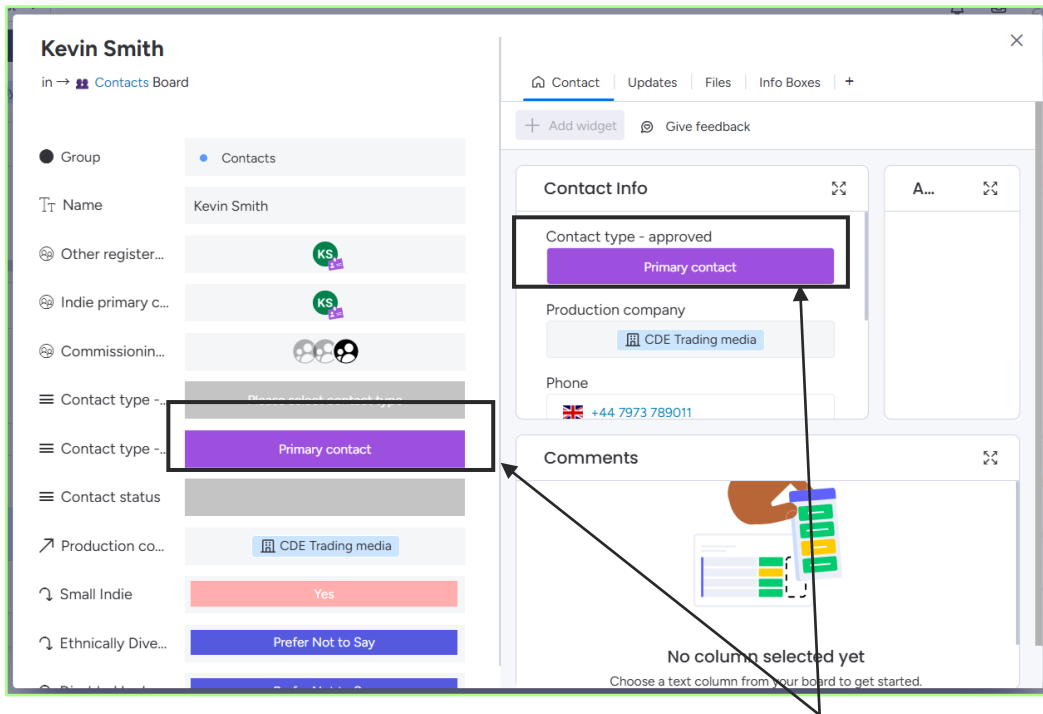 Kevin Smith
in → Contacts Board
Group
Contacts
Name
Kevin Smith
Other register...
KS
Indie primary c...
KS
Commissionin...
Contact type -...
Please select contact type
Contact type -...
Primary contact
Contact status
Production co...
CDE Trading media
Small Indie
Yes
Ethnically Dive...
Prefer Not to Say
Contact
Updates
Files
Info Boxes
+
+ Add widget
Give feedback
Contact Info
A...
Contact type - approved
Primary contact
Production company
CDE Trading media
Phone
+44 7973 789011
Comments
No column selected yet
Choose a text column from your board to get started.